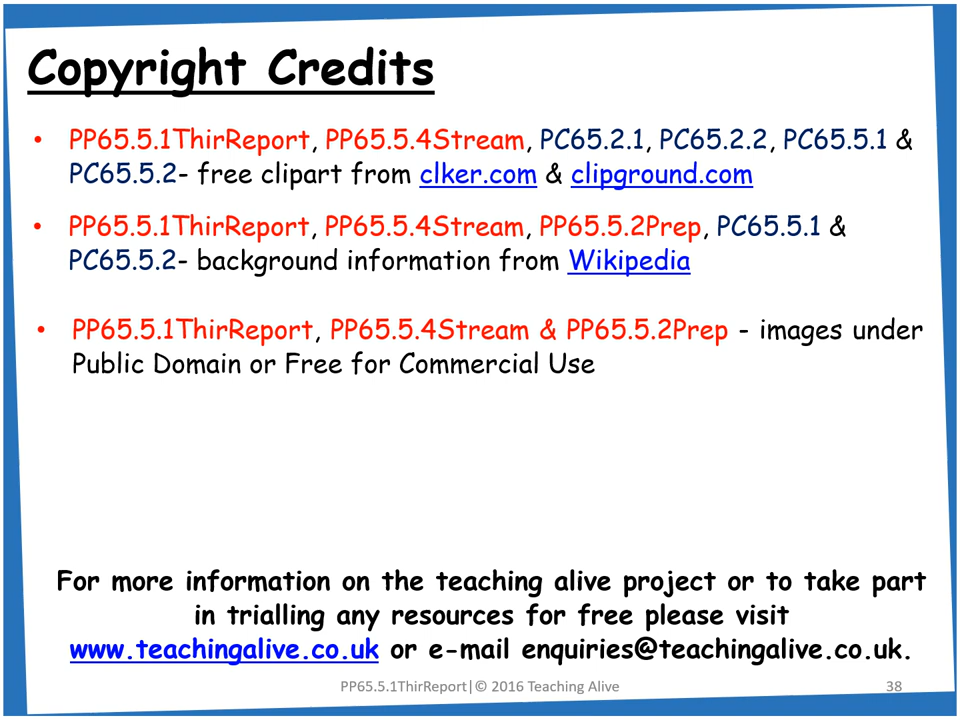 Copyright Credits
• PP65.5.1ThirReport, PP65.5.4Stream, PC65.2.1, PC65.2.2, PC65.5.1 &
PC65.5.2- free clipart from clker.com & clipground.com
• PP65.5.1ThirReport, PP65.5.4Stream, PP65.5.2Prep, PC65.5.1 &
PC65.5.2- background information from Wikipedia
• PP65.5.1ThirReport, PP65.5.4Stream & PP65.5.2Prep - images under
Public Domain or Free for Commercial Use
For more information on the teaching alive project or to take part
in trialling any resources for free please visit
www.teachingalive.co.uk or e-mail enquiries@teachingalive.co.uk.
PP65.5.1ThirReport|© 2016 Teaching Alive 38